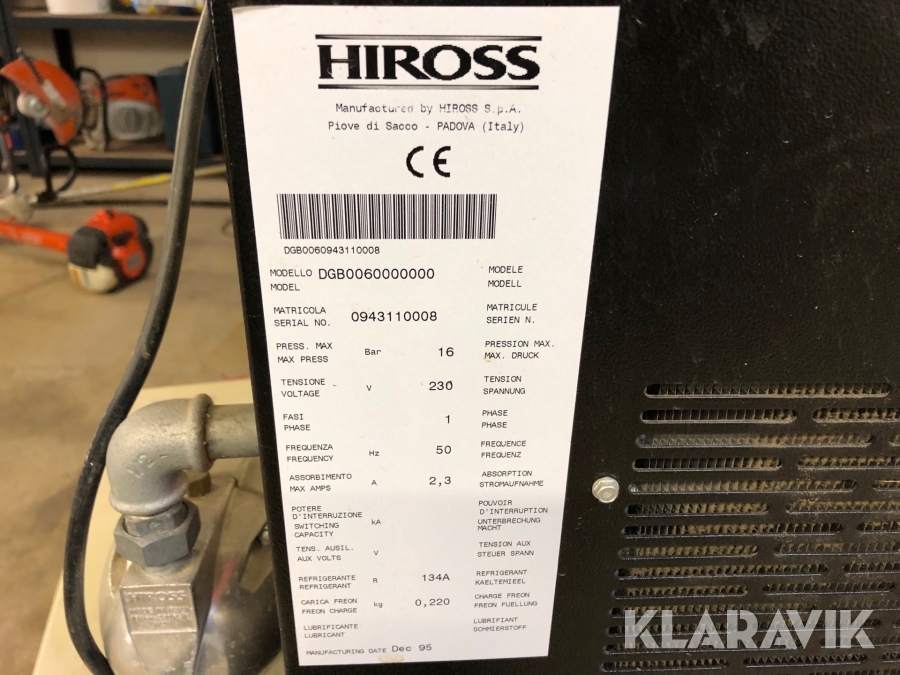 HIROSS
Manufactured by HIROSS S.p.A.
Piove di Sacco - PADOVA (Italy)
CE
DGB0060943110008
MODELLO DGB0060000000 MODELE
MODEL MODELL
MATRICOLA 0943110008 MATRICULE
SERIAL NO. SERIEN N.
PRESS. MAX Bar 16 PRESSION MAX.
MAX PRESS MAX. DRUCK
TENSIONE V 230 TENSION
VOLTAGE SPANNUNG
FASI 1 PHASE
PHASE PHASE
FREQUENZA Hz 50 FREQUENCE
FREQUENCY FREQUENZ
ASSORBIMENTO A 2,3 ABSORPTION
MAX AMPS STROMAUFNAHME
POTERE POUVOIR
D'INTERRUZIONE D'INTERRUPTION
SWITCHING kA UNTERBRECHUNG
CAPACITY MACHT
TENS. AUSIL. V TENSION AUX
AUX VOLTS STEUER SPANN
REFRIGERANTE R 134A REFRIGERANT
REFRIGERANT KAELTEMIEEL
CARICA FREON kg 0,220 CHARGE FREON
FREON CHARGE FREON FUELLUNG
LUBRIFICANTE LUBRIFIANT
LUBRICANT SCHMIERSTOFF
MANUFACTURING DATE Dec 95
HIROSS
KLARAVIK